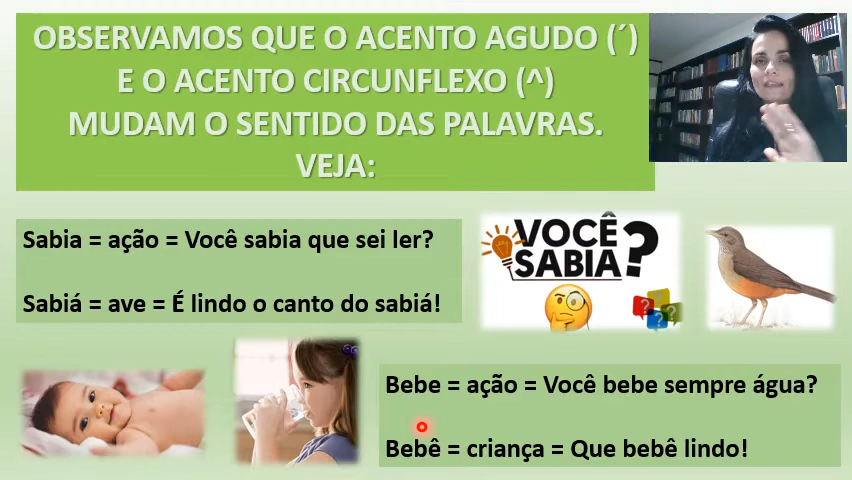 OBSERVAMOS QUE O ACENTO AGUDO (´)
E O ACENTO CIRCUNFLEXO (^)
MUDAM O SENTIDO DAS PALAVRAS.
VEJA:
Sabia = ação = Você sabia que sei ler?
Sabiá = ave = É lindo o canto do sabiá!
VOCÊ
SABIA?
Bebe = ação = Você bebe sempre água?
Bebê = criança = Que bebê lindo!